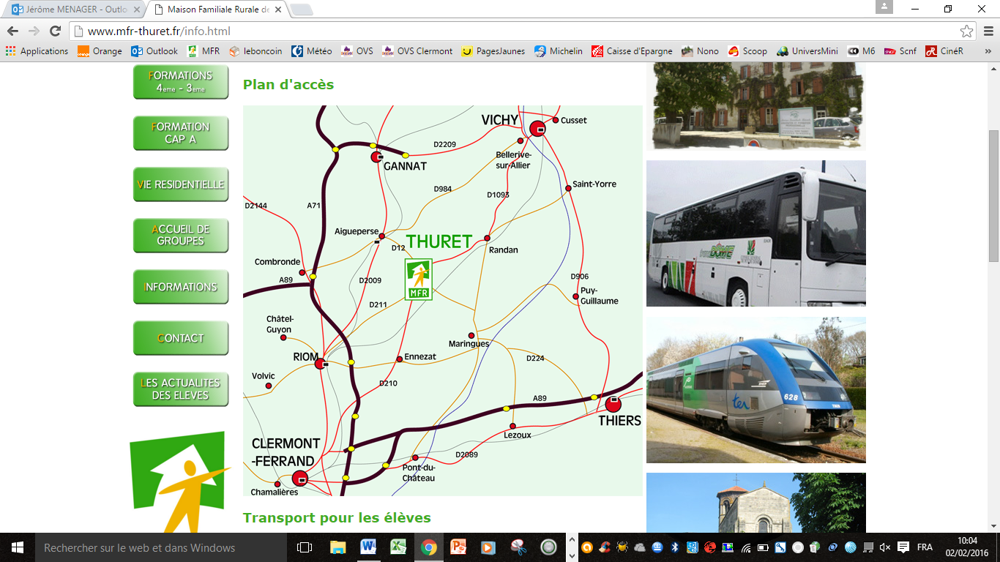 Jérôme MENAGER - Outlo
Maison Familiale Rurale de
www.mfr-thuret.fr/info.html
Applications
Orange
Outlook
MFR
leboncoin
Météo
OVS
OVS Clermont
PagesJaunes
Michelin
Caisse d'Epargne
Nono
Scoop
UniversMini
M6
Scnf
CinéR
»
FORMATIONS
4eme - 3eme
FORMATION
CAP A
VIE RESIDENTIELLE
ACCUEIL DE
GROUPES
INFORMATIONS
CONTACT
LES ACTUALITES
DES ELEVES
Plan d'accès
VICHY
Cusset
D2209
Bellerive-
sur-Allier
GANNAT
Saint-Yorre
D984
D1093
D2144
A71
Aigueperse
THURET
D12
Randan
Combronde
A89
D2009
MFR
D906
Puy-
Guillaume
D211
Châtel-
Guyon
Maringues
RIOM
Ennezat
D224
Volvic
D210
A89
THIERS
Lezoux
CLERMONT
-FERRAND
D2089
Pont-du-
Château
Chamalières
Transport pour les élèves
DÔME
628
ter
Rechercher sur le web et dans Windows
FRA
10:04
02/02/2016